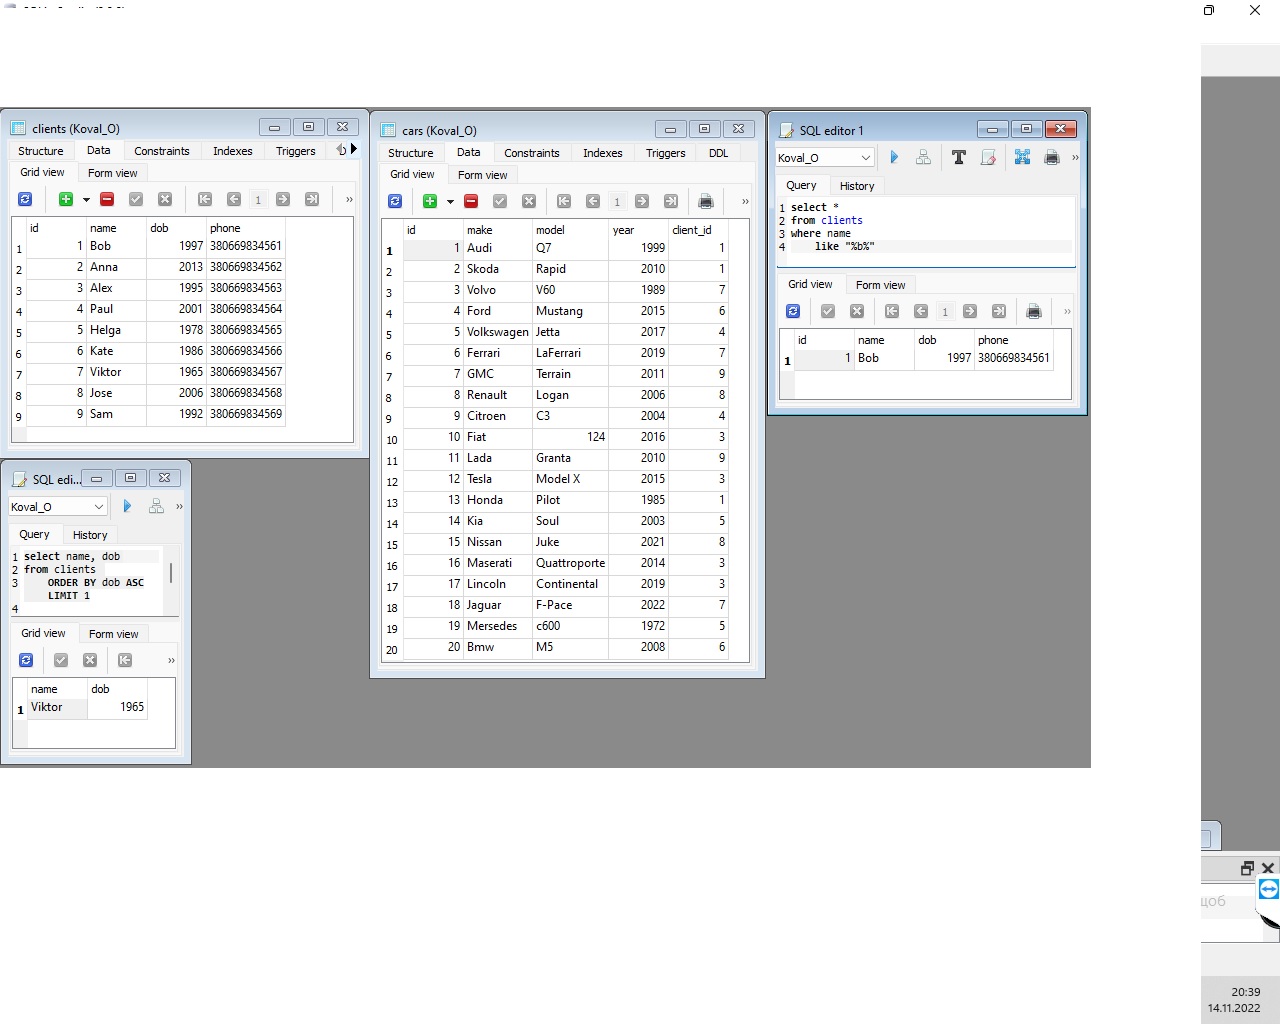 clients (Koval_O)
Structure Data Constraints Indexes Triggers
Grid view Form view
1
id name dob phone
1 1 Bob 1997 380669834561
2 2 Anna 2013 380669834562
3 3 Alex 1995 380669834563
4 4 Paul 2001 380669834564
5 5 Helga 1978 380669834565
6 6 Kate 1986 380669834566
7 7 Viktor 1965 380669834567
8 8 Jose 2006 380669834568
9 9 Sam 1992 380669834569
cars (Koval_O)
Structure Data Constraints Indexes Triggers DDL
Grid view Form view
1
id make model year client_id
1 1 Audi Q7 1999 1
2 2 Skoda Rapid 2010 1
3 3 Volvo V60 1989 7
4 4 Ford Mustang 2015 6
5 5 Volkswagen Jetta 2017 4
6 6 Ferrari LaFerrari 2019 7
7 7 GMC Terrain 2011 9
8 8 Renault Logan 2006 8
9 9 Citroen C3 2004 4
10 10 Fiat 124 2016 3
11 11 Lada Granta 2010 9
12 12 Tesla Model X 2015 3
13 13 Honda Pilot 1985 1
14 14 Kia Soul 2003 5
15 15 Nissan Juke 2021 8
16 16 Maserati Quattroporte 2014 3
17 17 Lincoln Continental 2019 3
18 18 Jaguar F-Pace 2022 7
19 19 Mersedes c600 1972 5
20 20 Bmw M5 2008 6
SQL editor 1
Koval_O
Query History
1 select *
2 from clients
3 where name
4 like "%b%"
Grid view Form view
1
id name dob phone
1 1 Bob 1997 380669834561
SQL edi...
Koval_O
Query History
1 select name, dob
2 from clients
3 ORDER BY dob ASC
LIMIT 1
4
Grid view Form view
name dob
1 Viktor 1965
щоб
20:39
14.11.2022